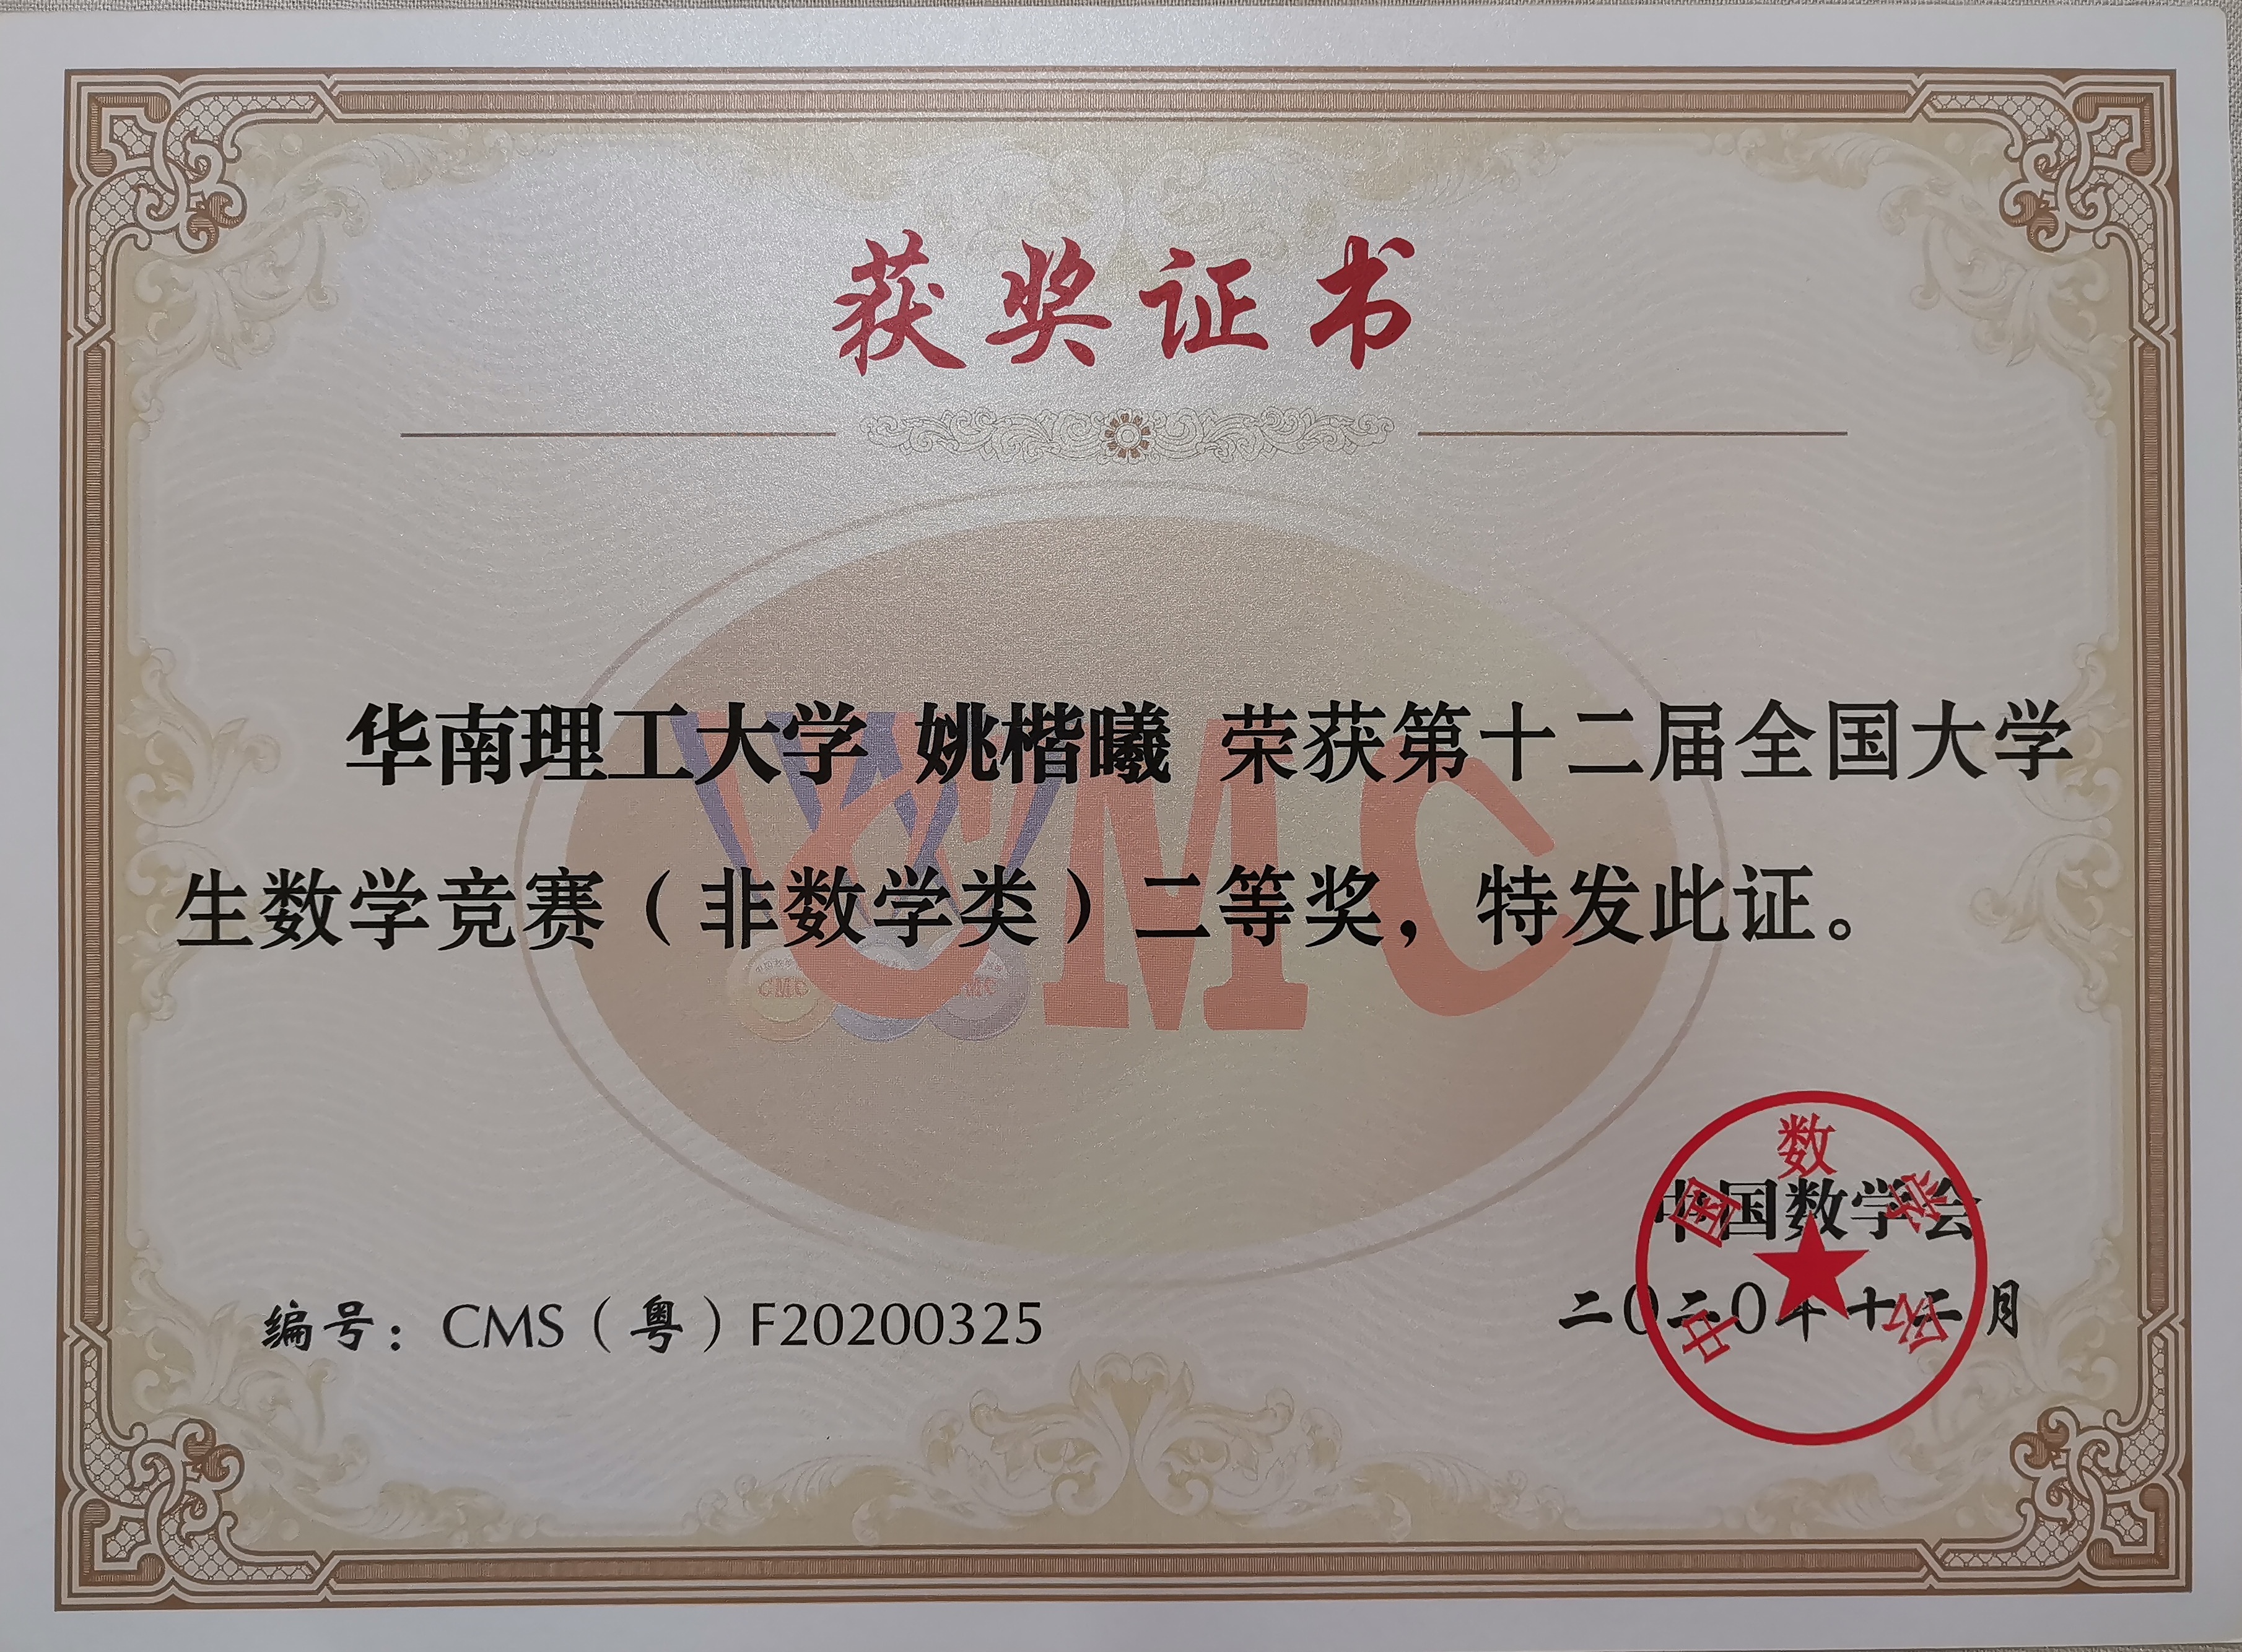 获奖证书
华南理工大学 姚楷曦 荣获第十二届全国大学
生数学竞赛（非数学类）二等奖，特发此证。
CMC
CMC
中国数学会
中国数学会
二〇二〇年十二月
编号：CMS（粤）F20200325